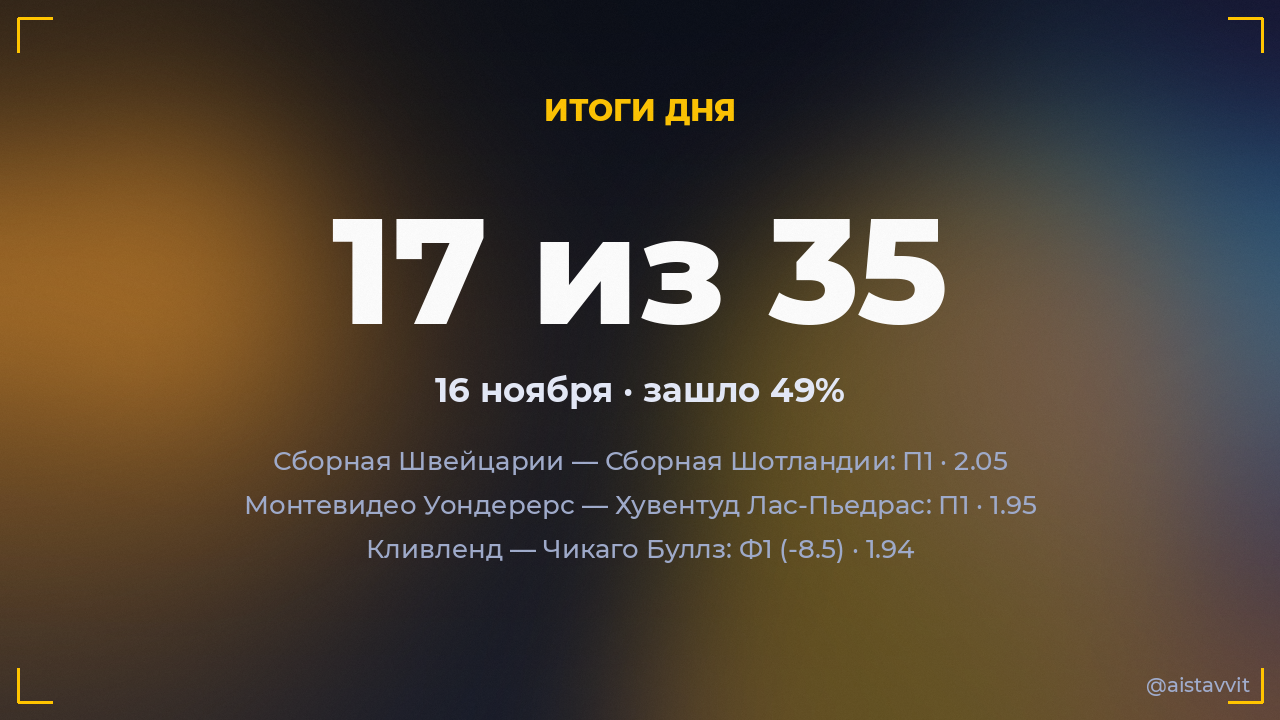 ИТОГИ ДНЯ
17 из 35
16 ноября · зашло 49%
Сборная Швейцарии — Сборная Шотландии: П1 · 2.05
Монтевидео Уондерерс — Хувентуд Лас-Пьедрас: П1 · 1.95
Кливленд — Чикаго Буллз: Ф1 (-8.5) · 1.94
@aistavvit